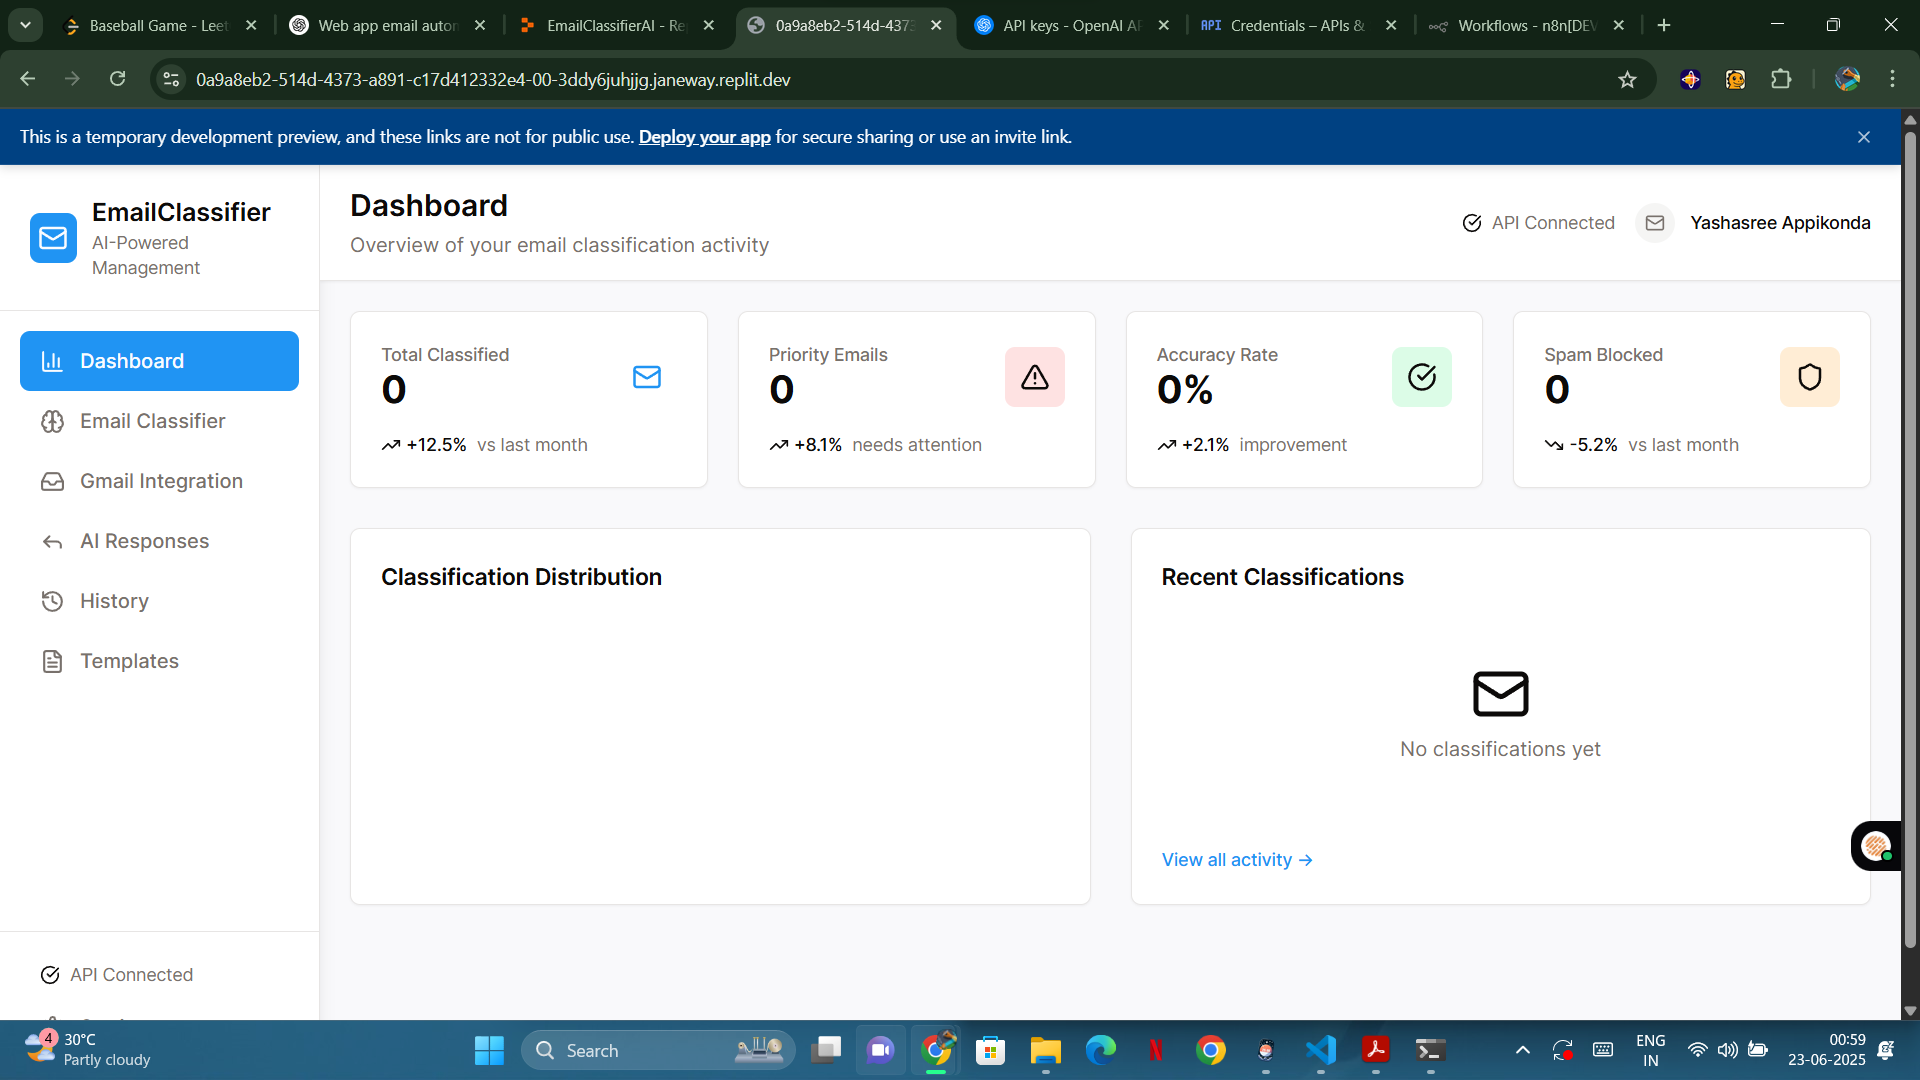 Baseball Game - Leet
Web app email auton
EmailClassifierAI - Re
0a9a8eb2-514d-4373
API keys - OpenAI AP
API
Credentials – APIs &
Workflows - n8n[DEV
0a9a8eb2-514d-4373-a891-c17d412332e4-00-3ddy6juhjjg.janeway.replit.dev
This is a temporary development preview, and these links are not for public use. Deploy your app for secure sharing or use an invite link.
EmailClassifier
AI-Powered
Management
Dashboard
Overview of your email classification activity
API Connected
Yashasree Appikonda
Dashboard
Email Classifier
Gmail Integration
AI Responses
History
Templates
Total Classified
0
+12.5% vs last month
Priority Emails
0
+8.1% needs attention
Accuracy Rate
0%
+2.1% improvement
Spam Blocked
0
-5.2% vs last month
Classification Distribution
Recent Classifications
No classifications yet
View all activity →
API Connected
4
30°C
Partly cloudy
Search
ENG
IN
00:59
23-06-2025